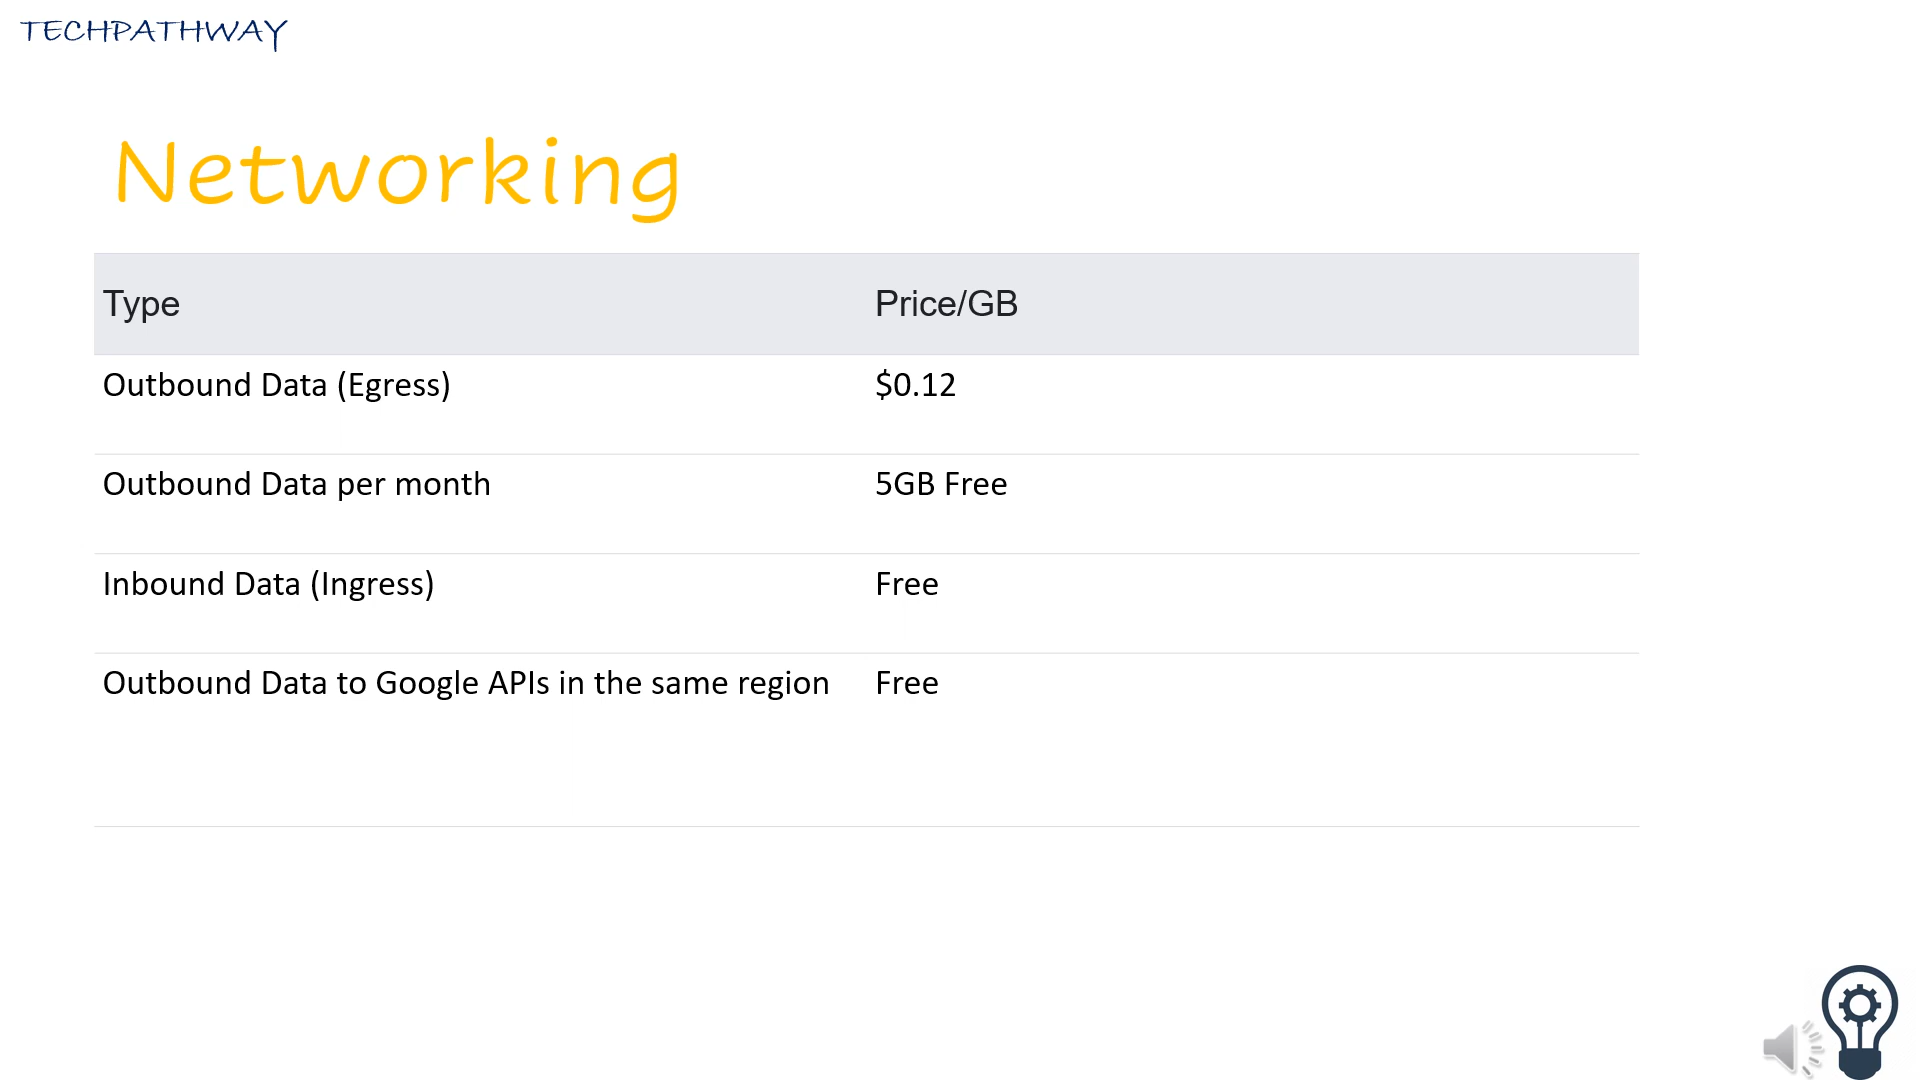 TECHPATHWAY
Networking
Type Price/GB
Outbound Data (Egress) $0.12
Outbound Data per month 5GB Free
Inbound Data (Ingress) Free
Outbound Data to Google APIs in the same region Free